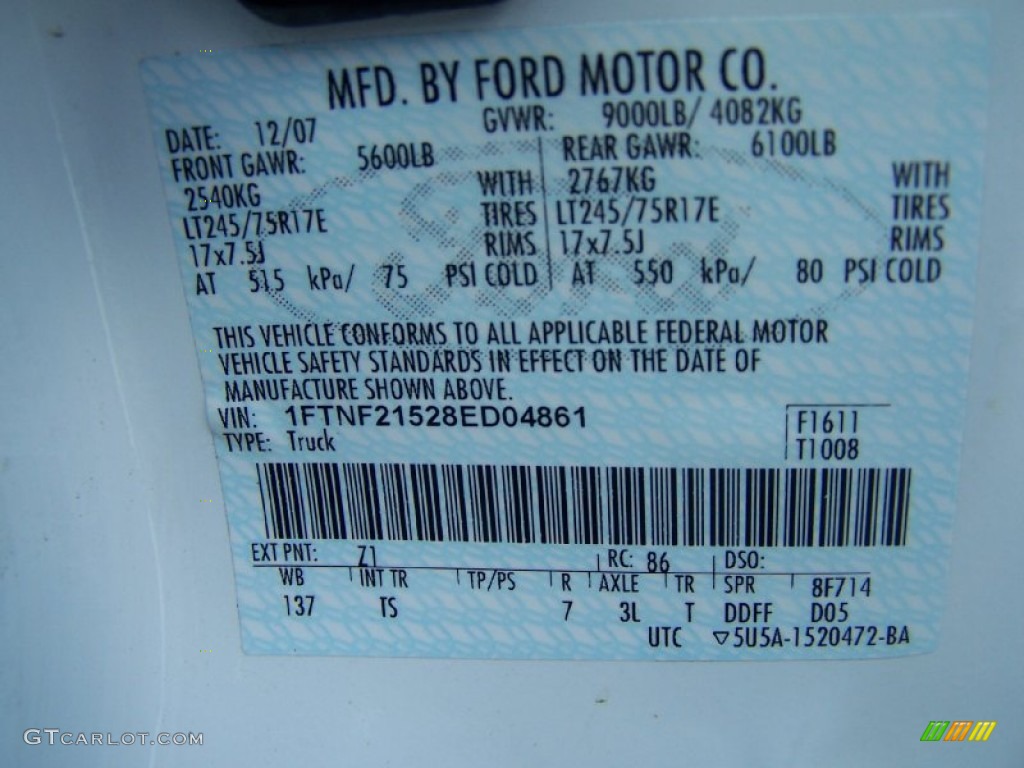 MFD. BY FORD MOTOR CO.
DATE: 12/07 GVWR: 9000LB/ 4082KG
FRONT GAWR: 5600LB REAR GAWR: 6100LB
2540KG WITH 2767KG WITH
LT245/75R17E TIRES LT245/75R17E TIRES
17x7.5J RIMS 17x7.5J RIMS
AT 515 kPa/ 75 PSI COLD AT 550 kPa/ 80 PSI COLD
THIS VEHICLE CONFORMS TO ALL APPLICABLE FEDERAL MOTOR
VEHICLE SAFETY STANDARDS IN EFFECT ON THE DATE OF
MANUFACTURE SHOWN ABOVE.
VIN: 1FTNF21528ED04861 F1611
TYPE: Truck T1008
EXT PNT: Z1 RC: 86 DSO:
WB INT TR TP/PS R AXLE TR SPR 8F714
137 TS 7 3L T DDFF D05
UTC ▽5U5A-1520472-BA
GTCARLOT.COM